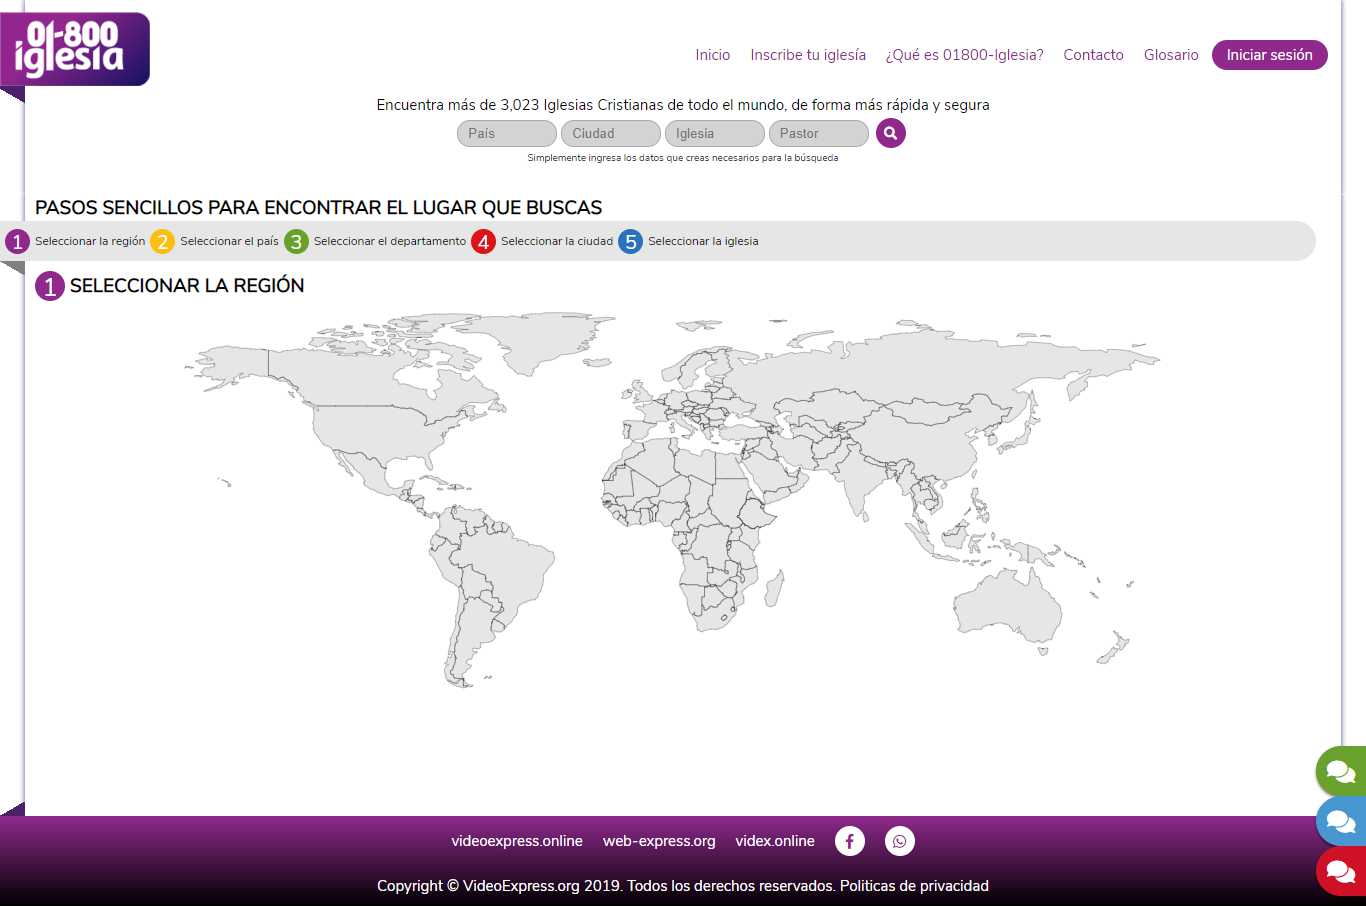 01-800
iglesia
Inicio Inscribe tu iglesía ¿Qué es 01800-Iglesia? Contacto Glosario Iniciar sesión
Encuentra más de 3,023 Iglesias Cristianas de todo el mundo, de forma más rápida y segura
País Ciudad Iglesia Pastor
Simplemente ingresa los datos que creas necesarios para la búsqueda
PASOS SENCILLOS PARA ENCONTRAR EL LUGAR QUE BUSCAS
1 Seleccionar la región 2 Seleccionar el país 3 Seleccionar el departamento 4 Seleccionar la ciudad 5 Seleccionar la iglesia
1 SELECCIONAR LA REGIÓN
videoexpress.online web-express.org videx.online
Copyright © VideoExpress.org 2019. Todos los derechos reservados. Politicas de privacidad